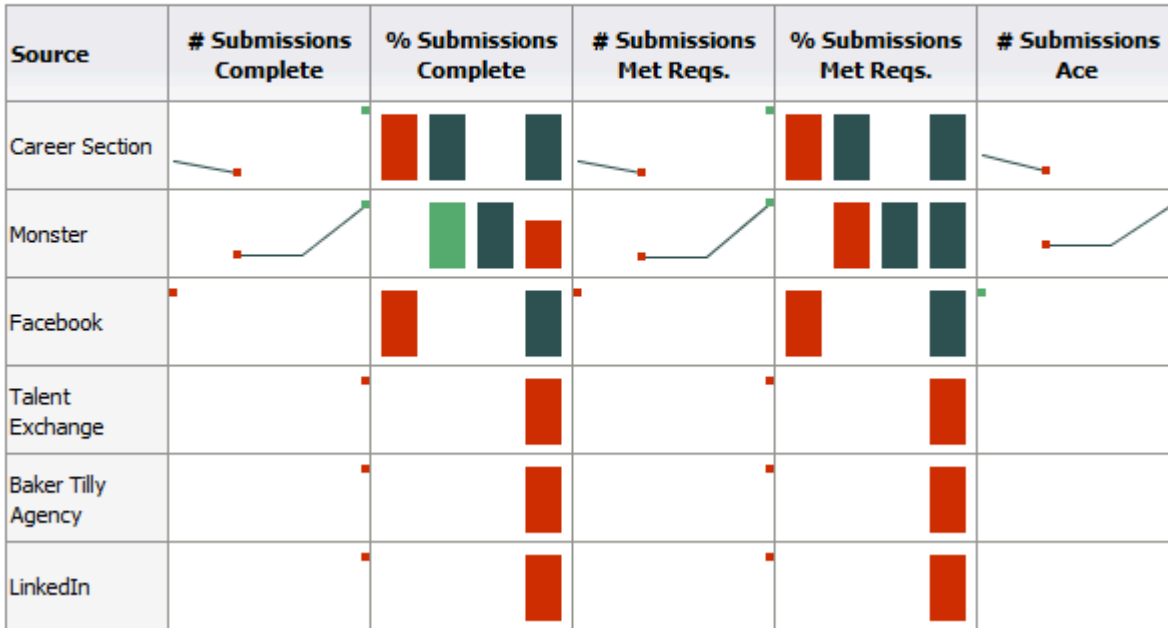 Source
# Submissions
Complete
% Submissions
Complete
# Submissions
Met Reqs.
% Submissions
Met Reqs.
# Submissions
Ace
Career Section
Monster
Facebook
Talent
Exchange
Baker Tilly
Agency
LinkedIn